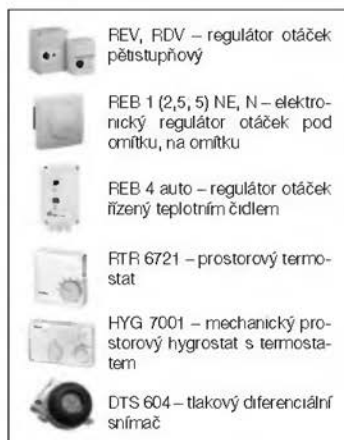 REV, RDV – regulátor otáček
pětistupňový
REB 1 (2,5, 5) NE, N – elektro-
nický regulátor otáček pod
omítku, na omítku
REB 4 auto – regulátor otáček
řízený teplotním čidlem
RTR 6721 – prostorový termo-
stat
HYG 7001 – mechanický pro-
storový hygrostat s termosta-
tem
DTS 604 – tlakový diferenciální
snímač